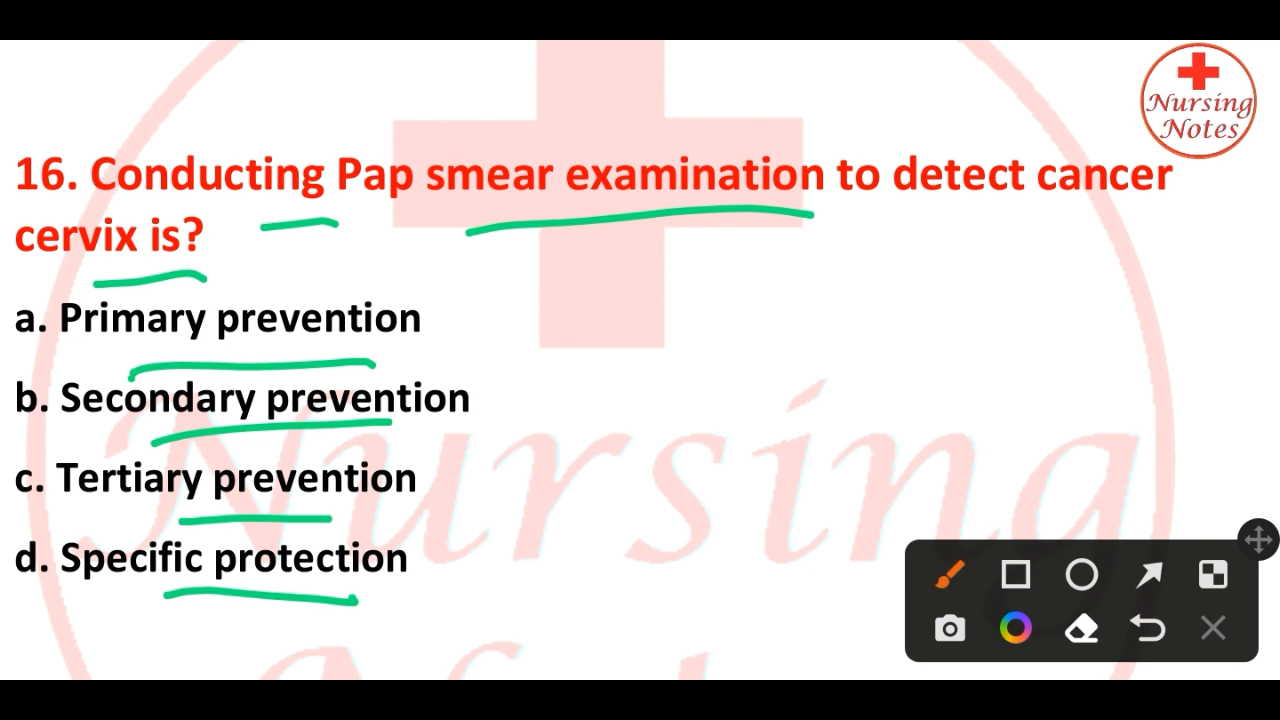 Nursing
Notes
16. Conducting Pap smear examination to detect cancer
cervix is?
a. Primary prevention
b. Secondary prevention
c. Tertiary prevention
d. Specific protection
Nursing